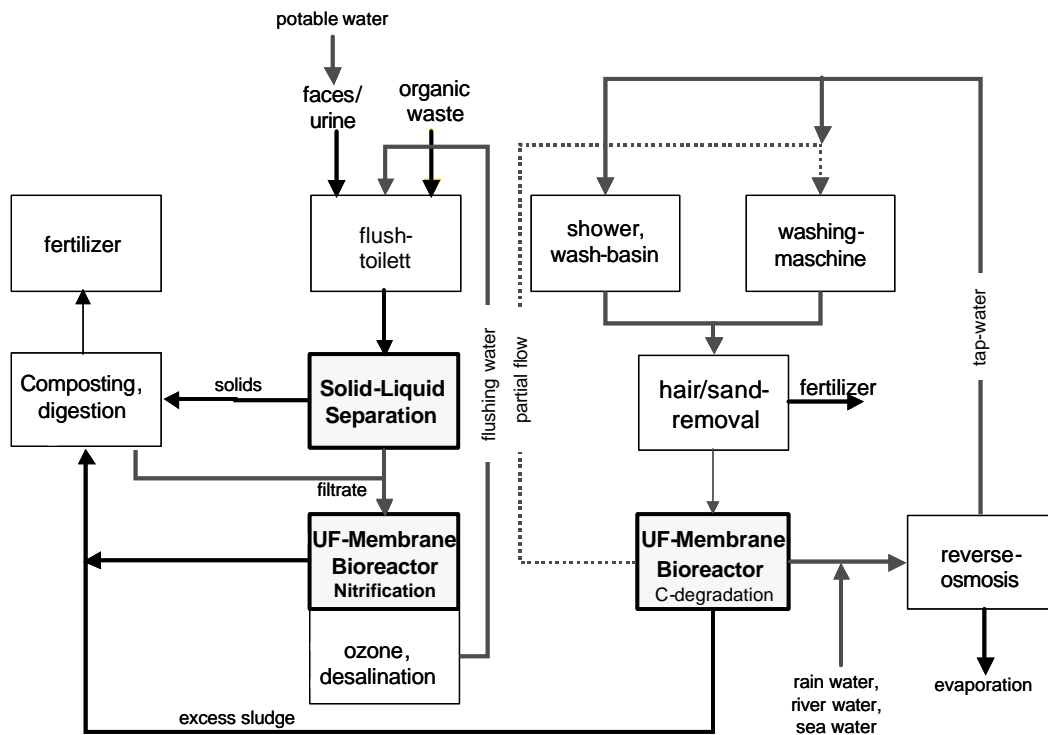 potable water
faces/
urine
organic
waste
fertilizer
flush-
toilett
shower,
wash-basin
washing-
maschine
flushing water
partial flow
tap-water
Composting,
digestion
solids
Solid-Liquid
Separation
hair/sand-
removal
fertilizer
filtrate
UF-Membrane
Bioreactor
Nitrification
UF-Membrane
Bioreactor
C-degradation
reverse-
osmosis
ozone,
desalination
rain water,
river water,
sea water
evaporation
excess sludge